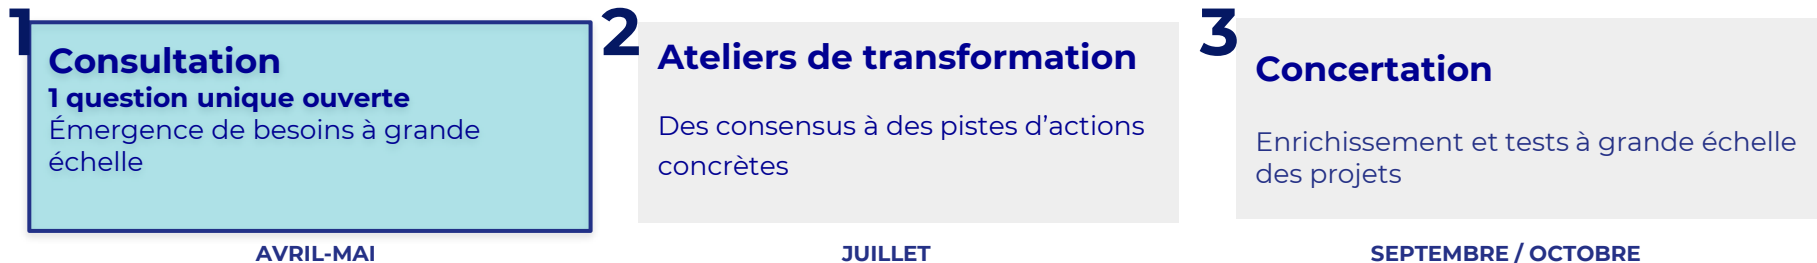 1
Consultation
1 question unique ouverte
Émergence de besoins à grande
échelle
AVRIL-MAI
2
Ateliers de transformation
Des consensus à des pistes d’actions
concrètes
JUILLET
3
Concertation
Enrichissement et tests à grande échelle
des projets
SEPTEMBRE / OCTOBRE